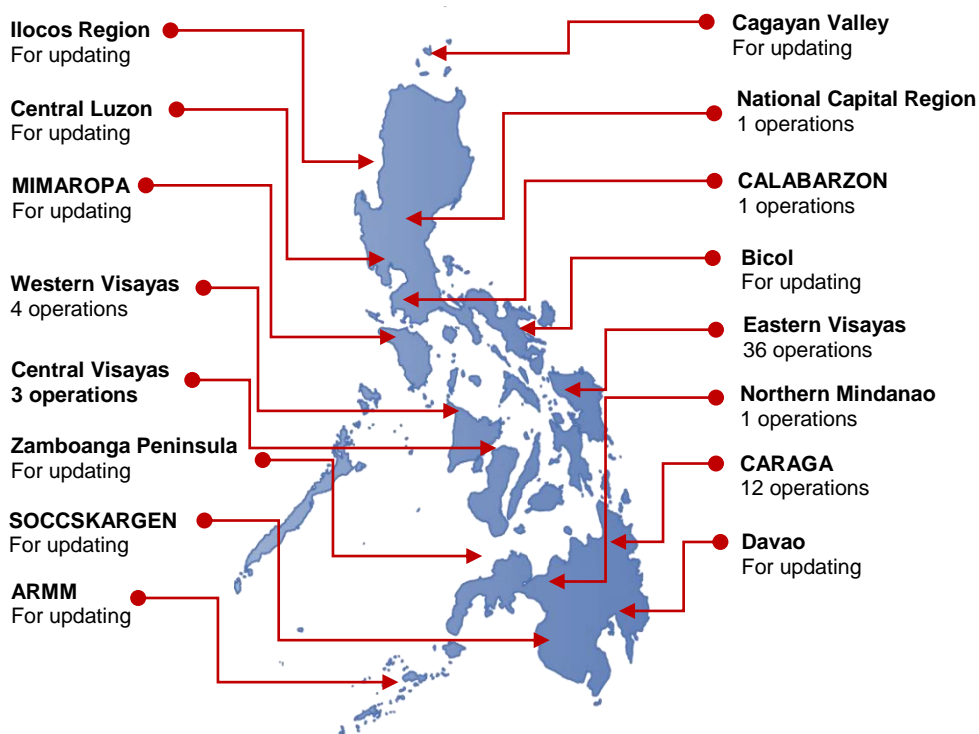 Ilocos Region
For updating
Central Luzon
For updating
MIMAROPA
For updating
Western Visayas
4 operations
Central Visayas
3 operations
Zamboanga Peninsula
For updating
SOCCSKARGEN
For updating
ARMM
For updating
Cagayan Valley
For updating
National Capital Region
1 operations
CALABARZON
1 operations
Bicol
For updating
Eastern Visayas
36 operations
Northern Mindanao
1 operations
CARAGA
12 operations
Davao
For updating